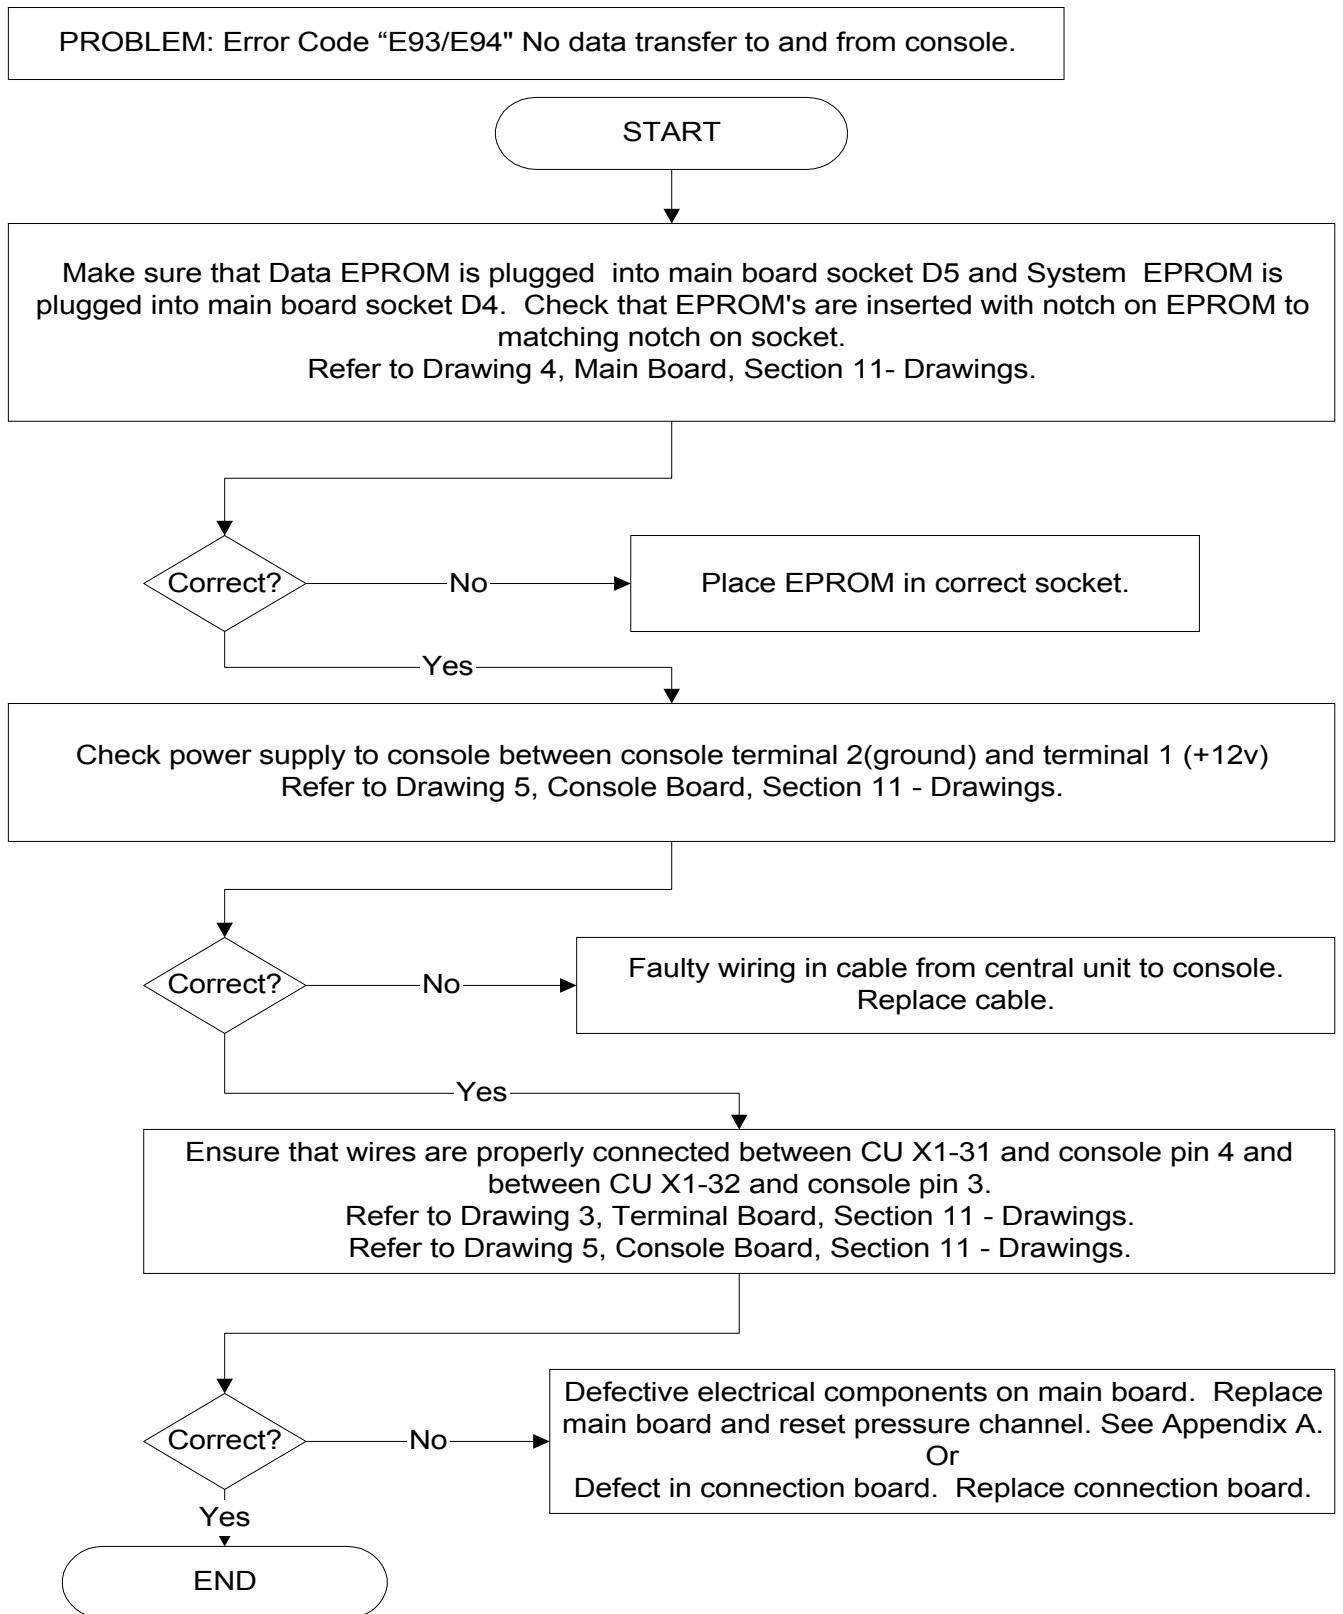 PROBLEM: Error Code “E93/E94" No data transfer to and from console.
START
Make sure that Data EPROM is plugged  into main board socket D5 and System  EPROM is
plugged into main board socket D4.  Check that EPROM's are inserted with notch on EPROM to
matching notch on socket.
Refer to Drawing 4, Main Board, Section 11- Drawings.
Correct?
No
Place EPROM in correct socket.
Yes
Check power supply to console between console terminal 2(ground) and terminal 1 (+12v)
Refer to Drawing 5, Console Board, Section 11 - Drawings.
Correct?
No
Faulty wiring in cable from central unit to console.
Replace cable.
Yes
Ensure that wires are properly connected between CU X1-31 and console pin 4 and
between CU X1-32 and console pin 3.
Refer to Drawing 3, Terminal Board, Section 11 - Drawings.
Refer to Drawing 5, Console Board, Section 11 - Drawings.
Correct?
No
Defective electrical components on main board.  Replace
main board and reset pressure channel. See Appendix A.
Or
Defect in connection board.  Replace connection board.
Yes
END